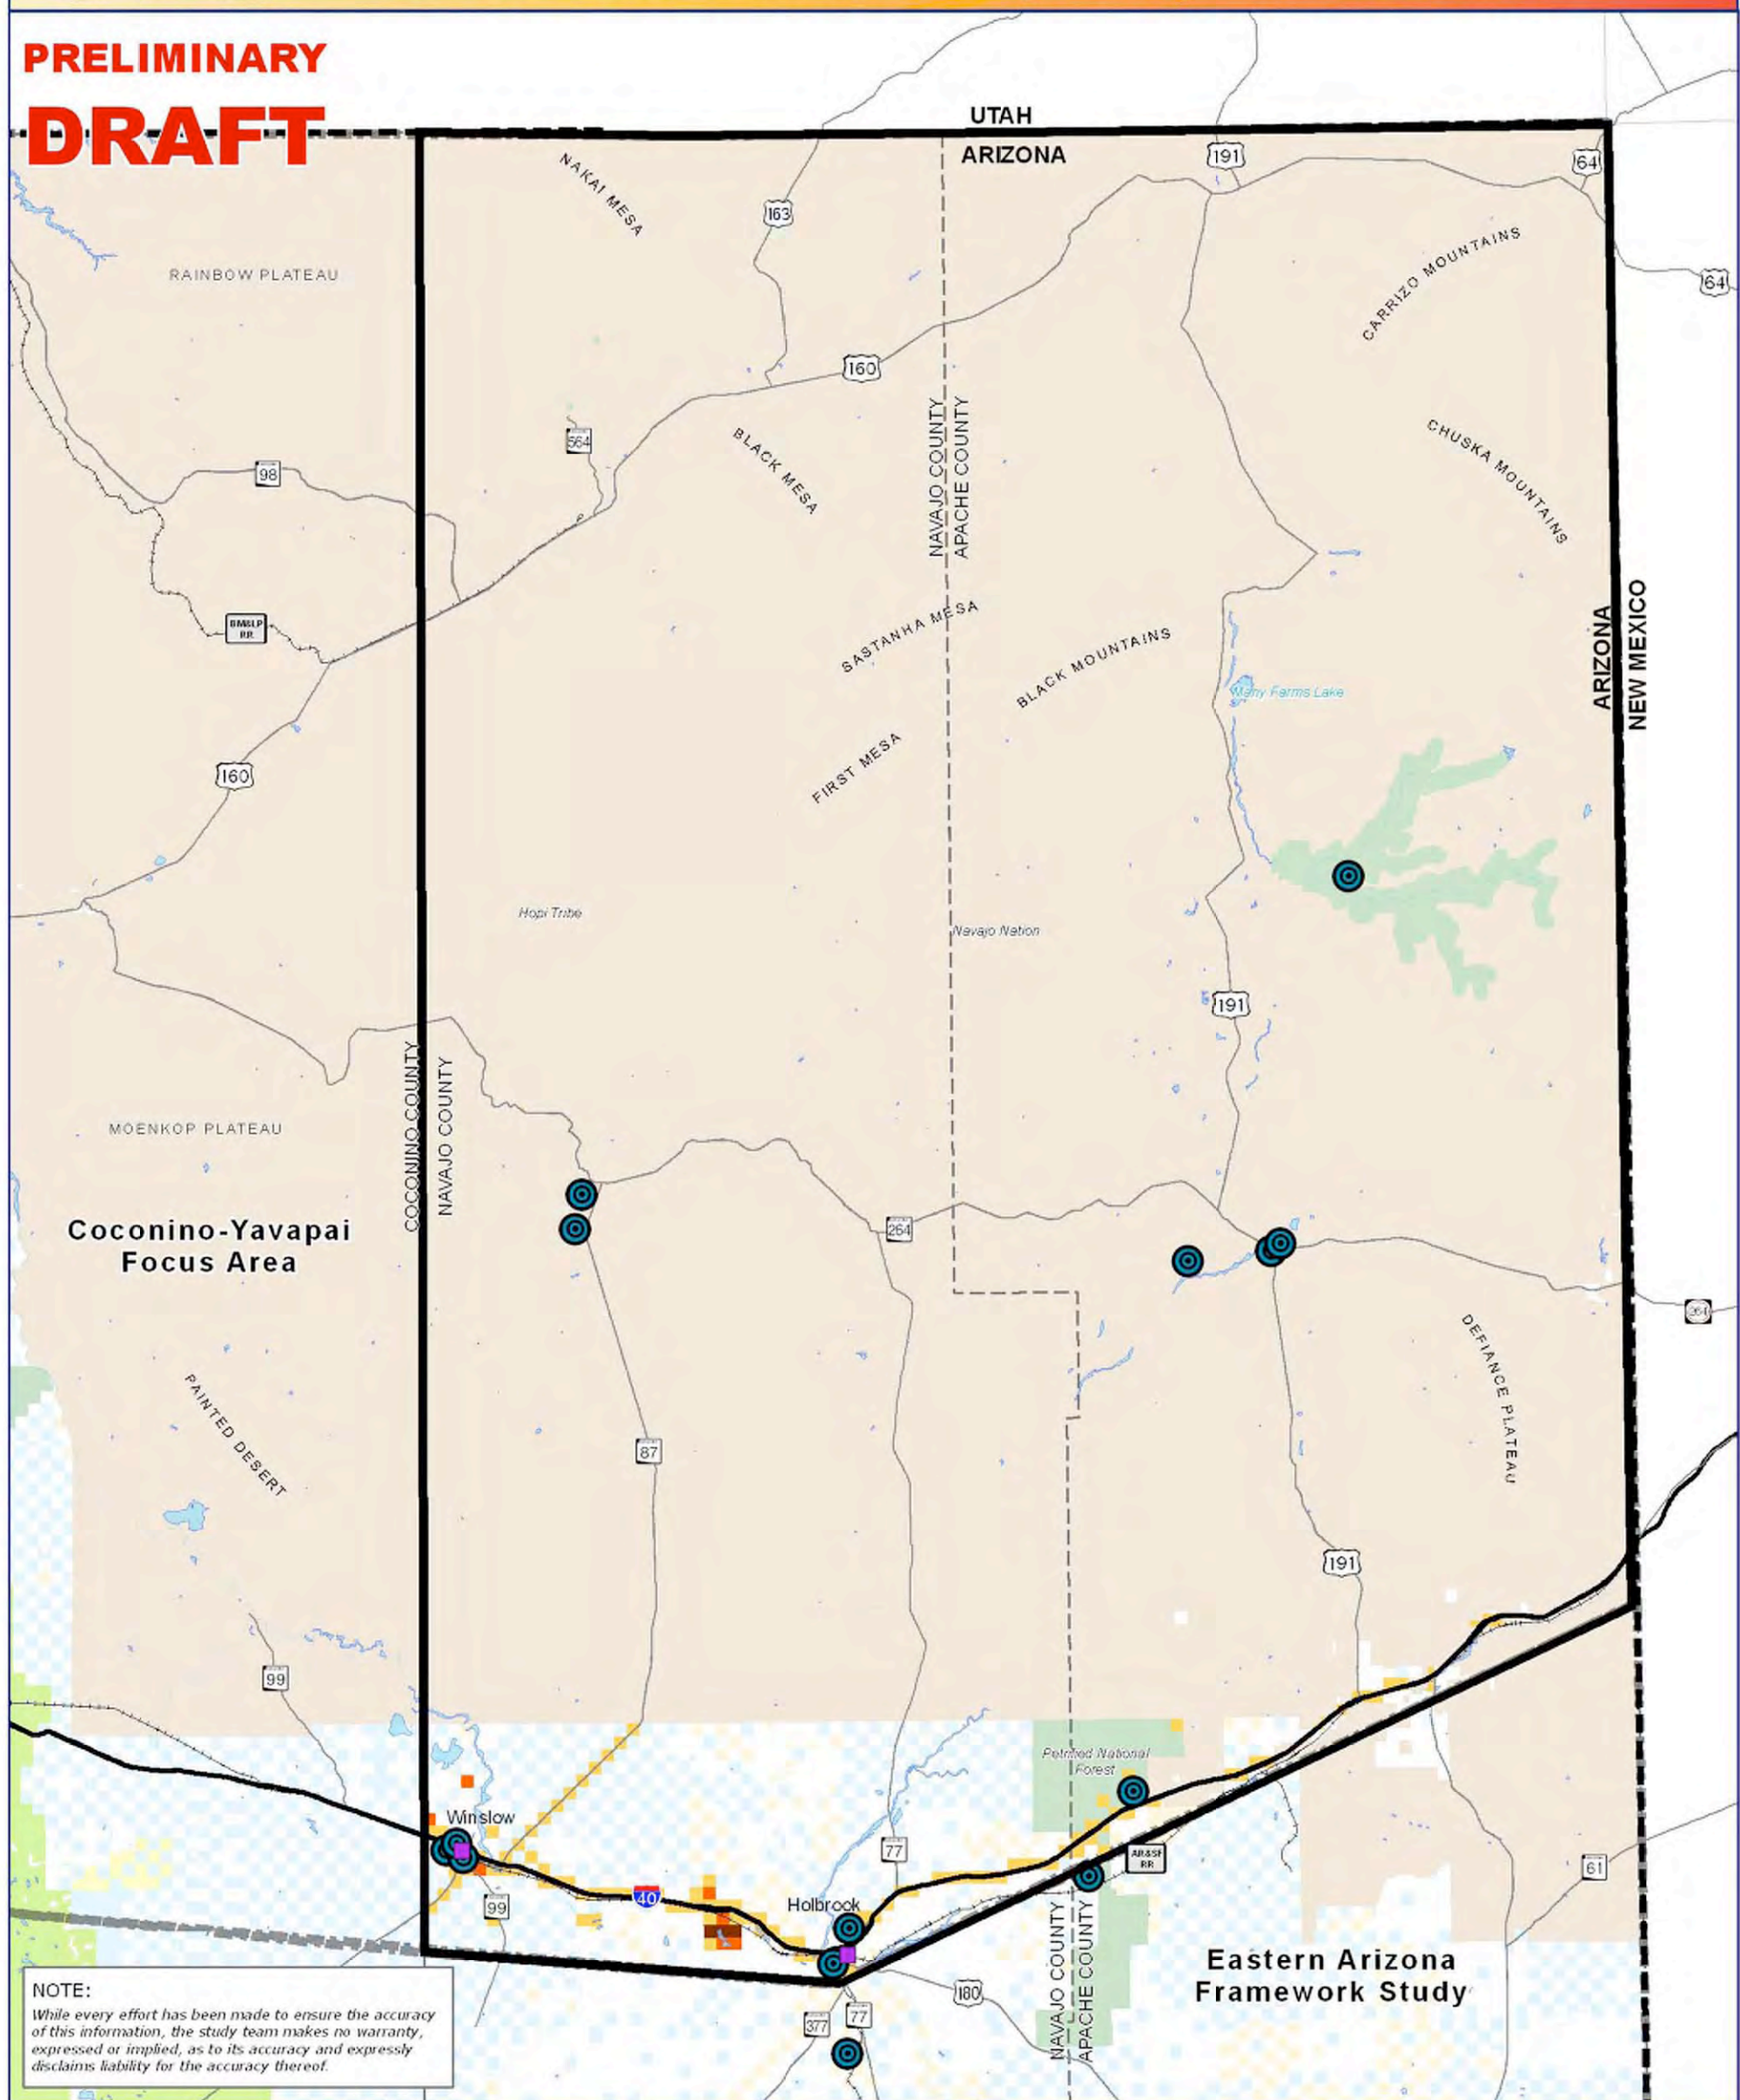 PRELIMINARY
DRAFT
UTAH
ARIZONA
191
64
NAKAI MESA
163
CARRIZO MOUNTAINS
RAINBOW PLATEAU
64
160
NAVAJO COUNTY
APACHE COUNTY
564
BLACK MESA
CHUSKA MOUNTAINS
98
ARIZONA
NEW MEXICO
SASTANHA MESA
BM&LP
RR
BLACK MOUNTAINS
Many Farms Lake
FIRST MESA
160
Hopi Tribe
Navajo Nation
191
COCONINO COUNTY
NAVAJO COUNTY
MOENKOP PLATEAU
Coconino-Yavapai
Focus Area
264
264
DEFIANCE PLATEAU
PAINTED DESERT
87
191
99
Petrified National
Forest
Winslow
77
AR&SF
RR
61
40
99
Holbrook
NAVAJO COUNTY
APACHE COUNTY
Eastern Arizona
Framework Study
180
377
77
NOTE:
While every effort has been made to ensure the accuracy
of this information, the study team makes no warranty,
expressed or implied, as to its accuracy and expressly
disclaims liability for the accuracy thereof.